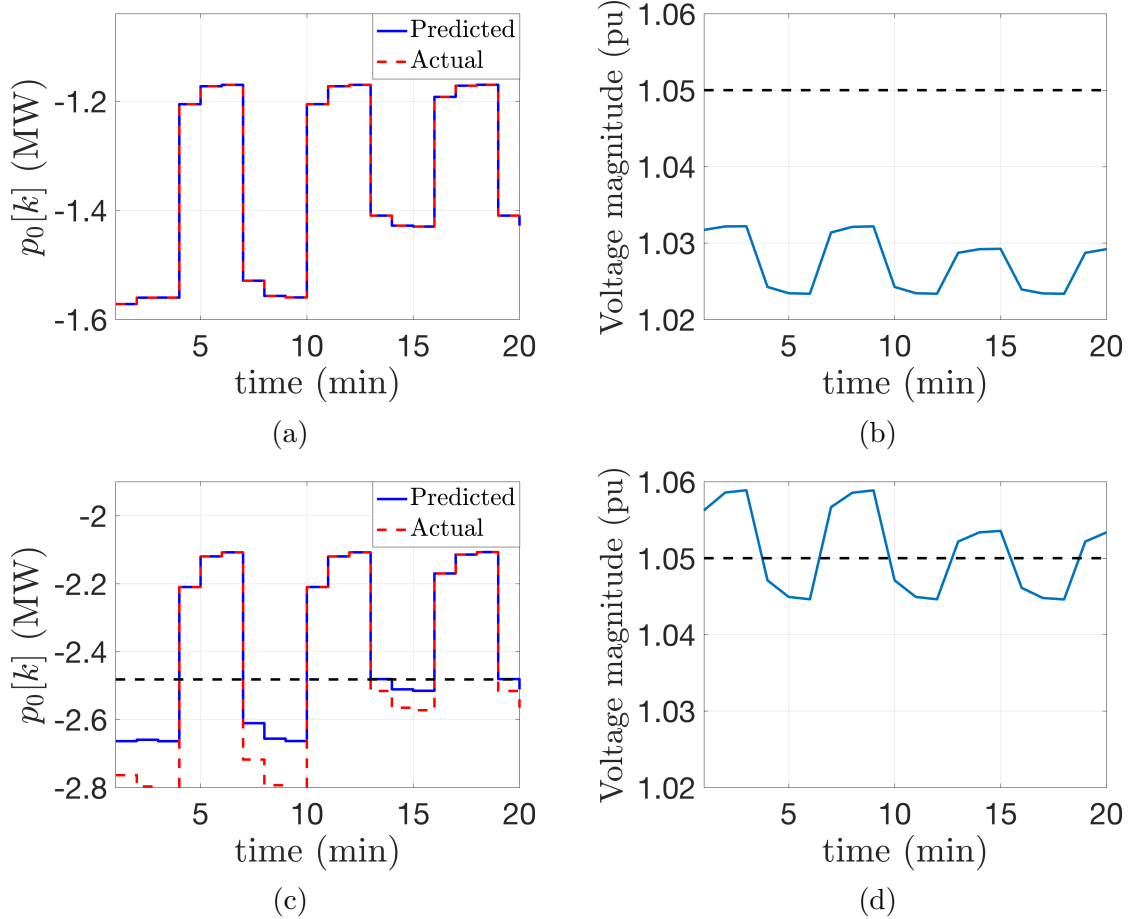 Predicted
Actual
p₀[k] (MW)
-1.2
-1.4
-1.6
5
10
15
20
time (min)
(a)
Voltage magnitude (pu)
1.06
1.05
1.04
1.03
1.02
5
10
15
20
time (min)
(b)
Predicted
Actual
p₀[k] (MW)
-2
-2.2
-2.4
-2.6
-2.8
5
10
15
20
time (min)
(c)
Voltage magnitude (pu)
1.06
1.05
1.04
1.03
1.02
5
10
15
20
time (min)
(d)